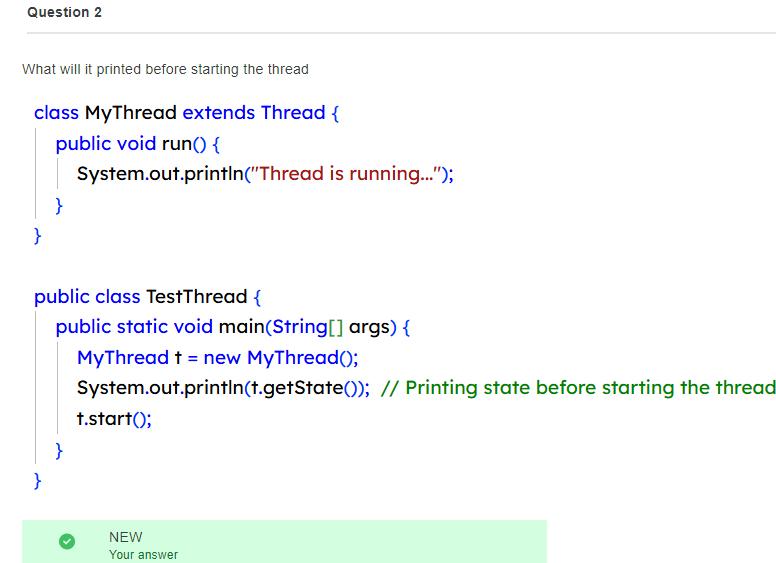 Question 2
What will it printed before starting the thread
class MyThread extends Thread {
public void run() {
System.out.println("Thread is running...");
}
}
public class TestThread {
public static void main(String[] args) {
MyThread t = new MyThread();
System.out.println(t.getState()); // Printing state before starting the thread
t.start();
}
}
NEW
Your answer